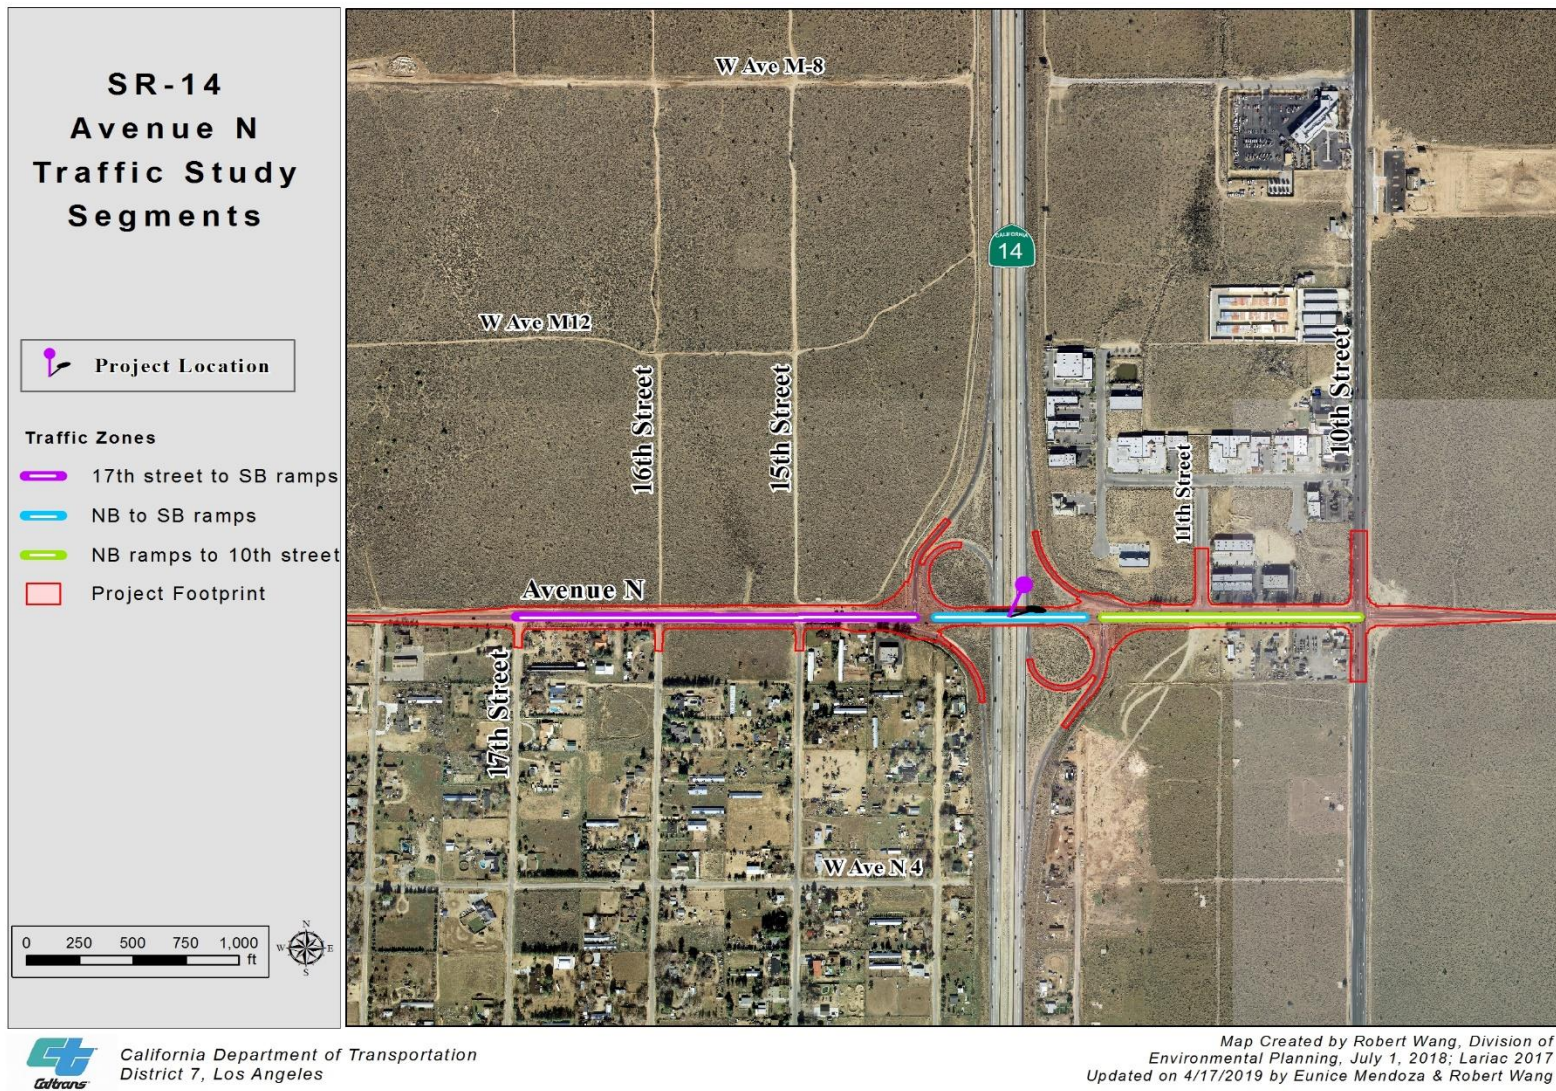 SR-14
Avenue N
Traffic Study
Segments
Project Location
Traffic Zones
17th street to SB ramps
NB to SB ramps
NB ramps to 10th street
Project Footprint
0 250 500 750 1,000
ft
N
W E
S
W Ave M-8
CALIFORNIA
14
W Ave M12
16th Street
15th Street
10th Street
11th Street
Avenue N
17th Street
W Ave N 4
Caltrans
California Department of Transportation
District 7, Los Angeles
Map Created by Robert Wang, Division of
Environmental Planning, July 1, 2018; Lariac 2017
Updated on 4/17/2019 by Eunice Mendoza & Robert Wang